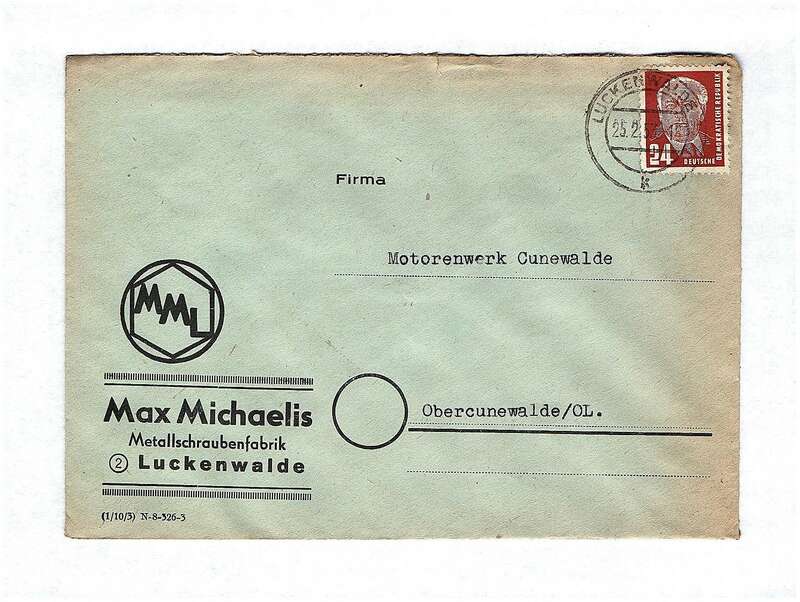 LUCKENWALDE
25.2.5
k
24
DEUTSCHE
DEMOKRATISCHE REPUBLIK
Firma
Motorenwerk Cunewalde
MML
Max Michaelis
Metallschraubenfabrik
2 Luckenwalde
Obercunewalde/OL.
(1/10/3) N-8-326-3